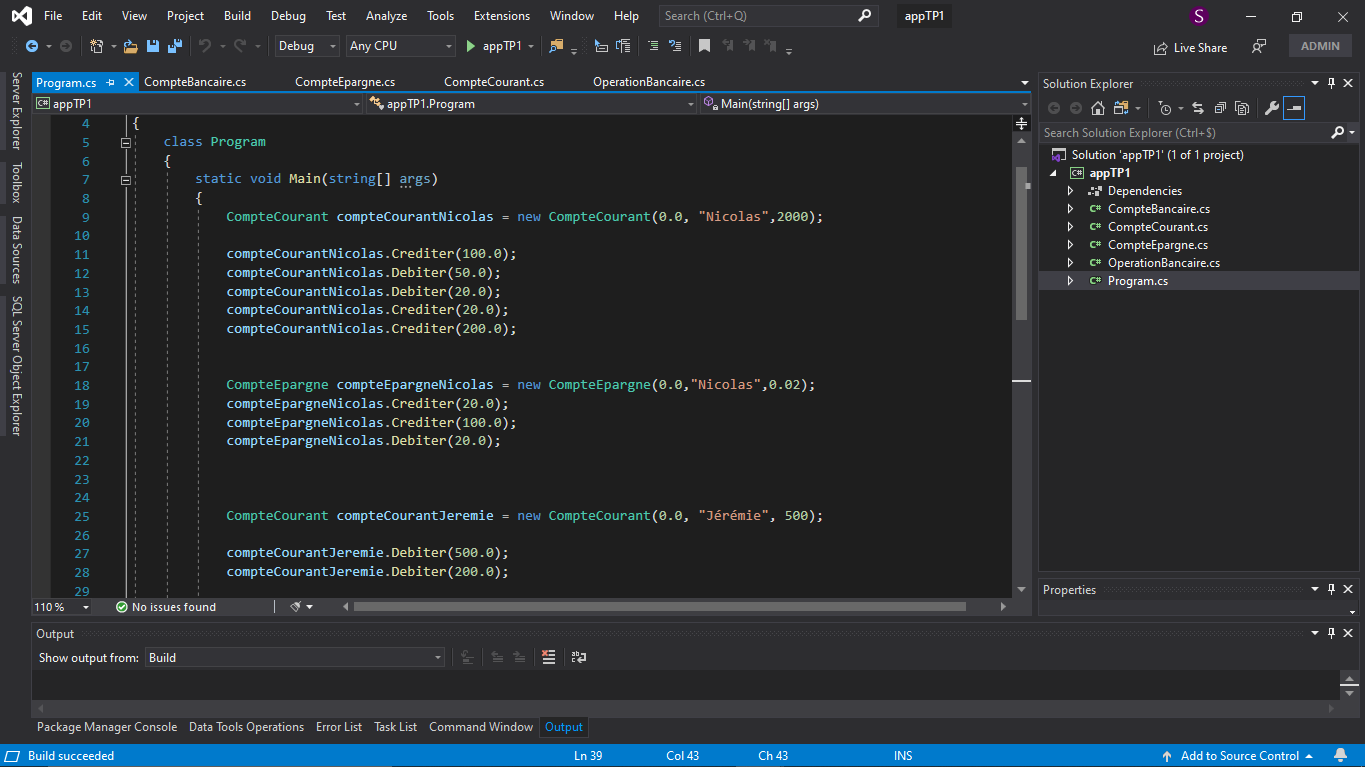 File Edit View Project Build Debug Test Analyze Tools Extensions Window Help Search (Ctrl+Q) appTP1 S
Debug Any CPU appTP1 Live Share ADMIN
Server Explorer
Toolbox
Data Sources
SQL Server Object Explorer
Program.cs CompteBancaire.cs CompteEpargne.cs CompteCourant.cs OperationBancaire.cs
C# appTP1 appTP1.Program Main(string[] args)
4 {
5 class Program
6 {
7 static void Main(string[] args)
8 {
9 CompteCourant compteCourantNicolas = new CompteCourant(0.0, "Nicolas",2000);
10
11 compteCourantNicolas.Crediter(100.0);
12 compteCourantNicolas.Debiter(50.0);
13 compteCourantNicolas.Debiter(20.0);
14 compteCourantNicolas.Crediter(20.0);
15 compteCourantNicolas.Crediter(200.0);
16
17
18 CompteEpargne compteEpargneNicolas = new CompteEpargne(0.0,"Nicolas",0.02);
19 compteEpargneNicolas.Crediter(20.0);
20 compteEpargneNicolas.Crediter(100.0);
21 compteEpargneNicolas.Debiter(20.0);
22
23
24
25 CompteCourant compteCourantJeremie = new CompteCourant(0.0, "Jérémie", 500);
26
27 compteCourantJeremie.Debiter(500.0);
28 compteCourantJeremie.Debiter(200.0);
29
110 % No issues found
Solution Explorer
Search Solution Explorer (Ctrl+$)
Solution 'appTP1' (1 of 1 project)
C# appTP1
Dependencies
C# CompteBancaire.cs
C# CompteCourant.cs
C# CompteEpargne.cs
C# OperationBancaire.cs
C# Program.cs
Properties
Output
Show output from: Build
Package Manager Console Data Tools Operations Error List Task List Command Window Output
Build succeeded Ln 39 Col 43 Ch 43 INS Add to Source Control